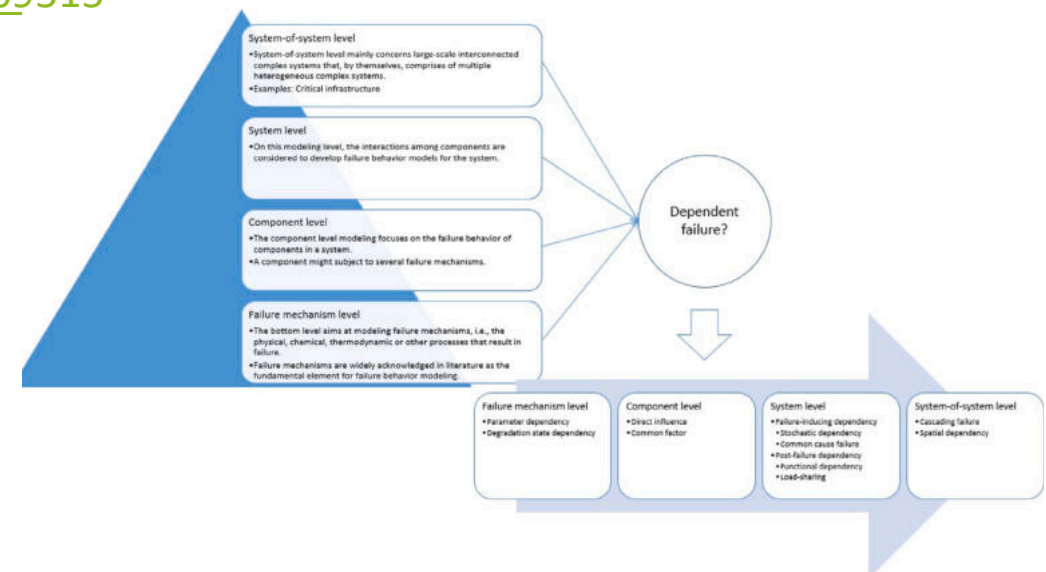 System-of-system level
•System-of-system level mainly concerns large-scale interconnected
complex systems that, by themselves, comprises of multiple
heterogeneous complex systems.
•Examples: Critical infrastructure
System level
•On this modeling level, the interactions among components are
considered to develop failure behavior models for the system.
Component level
•The component level modeling focuses on the failure behavior of
components in a system.
•A component might subject to several failure mechanisms.
Failure mechanism level
•The bottom level aims at modeling failure mechanisms, i.e., the
physical, chemical, thermodynamic or other processes that result in
failure.
•Failure mechanisms are widely acknowledged in literature as the
fundamental element for failure behavior modeling.
Dependent
failure?
Failure mechanism level
•Parameter dependency
•Degradation state dependency
Component level
•Direct influence
•Common factor
System level
•Failure-inducing dependency
•Stochastic dependency
•Common cause failure
•Post-failure dependency
•Functional dependency
•Load-sharing
System-of-system level
•Cascading failure
•Spatial dependency